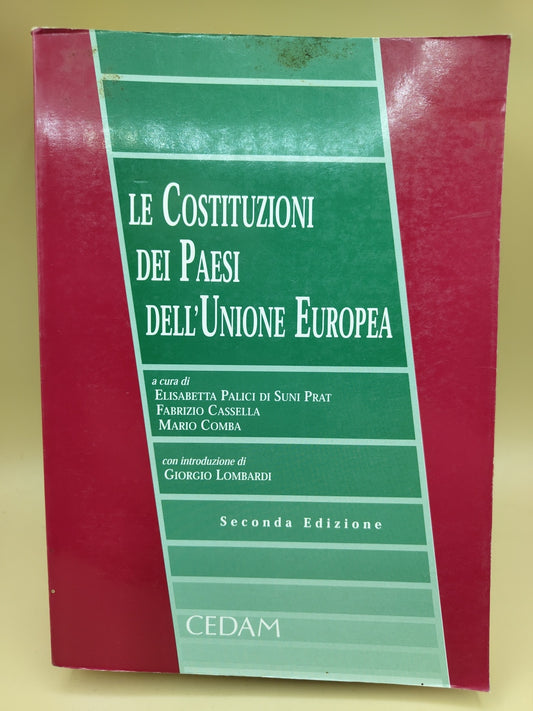 LE COSTITUZIONI
DEI PAESI
DELL'UNIONE EUROPEA
a cura di
ELISABETTA PALICI DI SUNI PRAT
FABRIZIO CASSELLA
MARIO COMBA
con introduzione di
GIORGIO LOMBARDI
Seconda Edizione
CEDAM